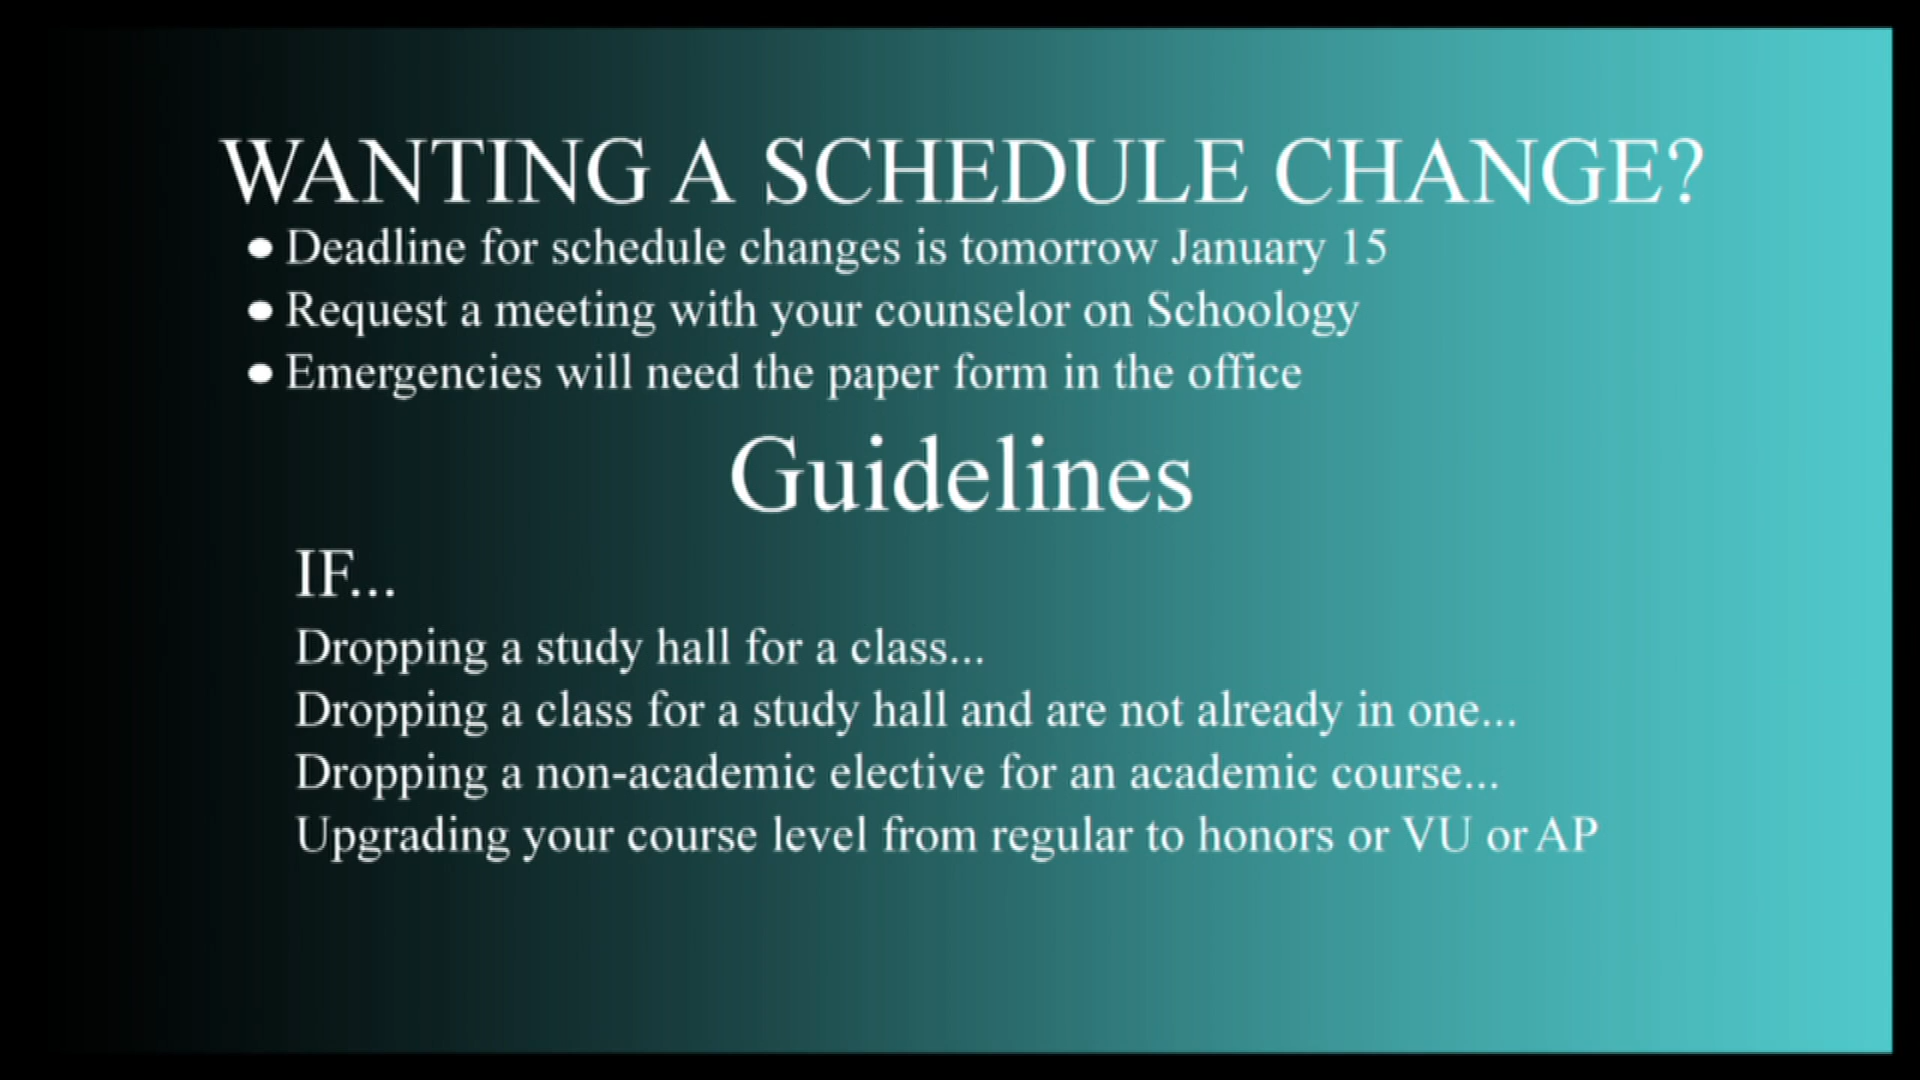 WANTING A SCHEDULE CHANGE?
● Deadline for schedule changes is tomorrow January 15
● Request a meeting with your counselor on Schoology
● Emergencies will need the paper form in the office
Guidelines
IF...
Dropping a study hall for a class...
Dropping a class for a study hall and are not already in one...
Dropping a non-academic elective for an academic course...
Upgrading your course level from regular to honors or VU or AP